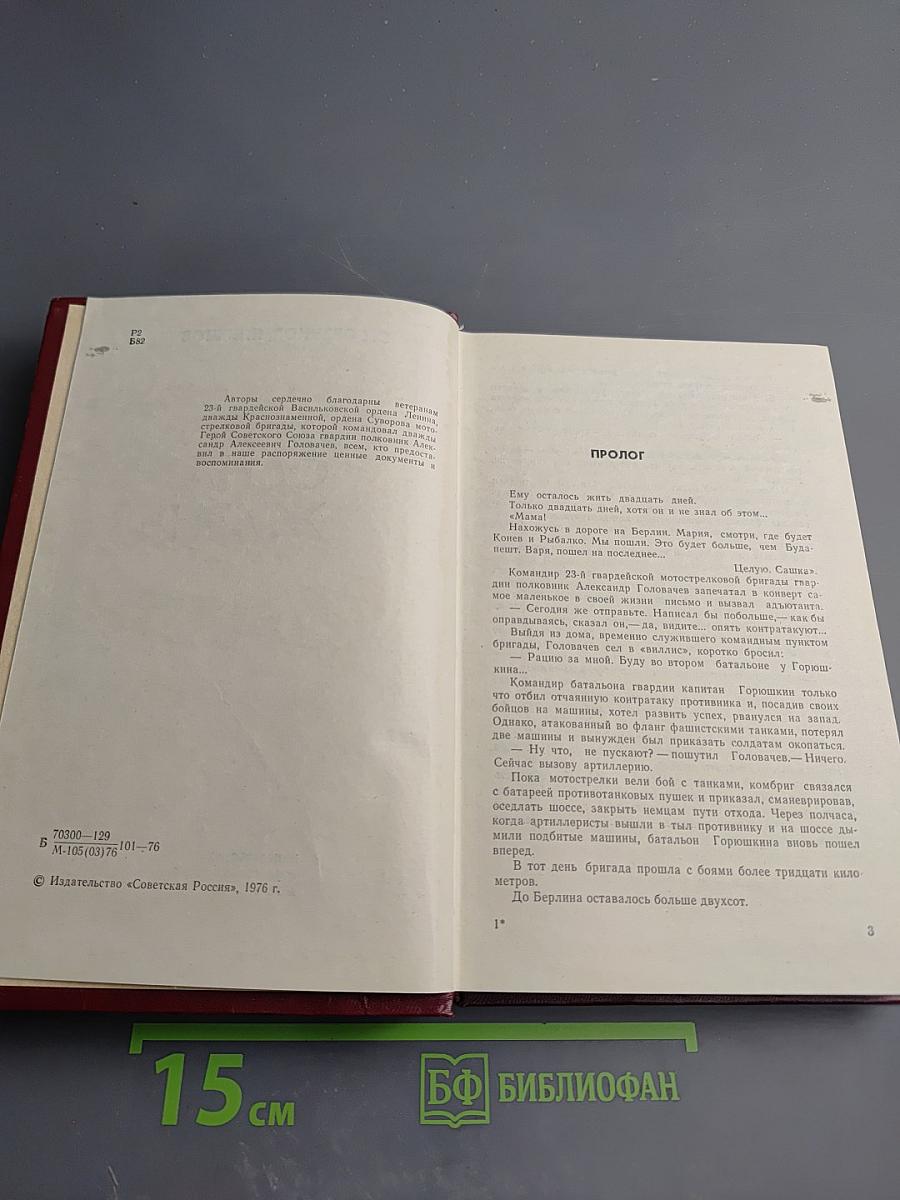 Р2
Б82
Авторы сердечно благодарны ветеранам
23-й гвардейской Васильковской ордена Ленина,
дважды Краснознаменной, ордена Суворова мото-
стрелковой бригады, которой командовал дважды
Герой Советского Союза гвардии полковник Алек-
сандр Алексеевич Головачев, всем, кто предоста-
вил в наше распоряжение ценные документы и
воспоминания.
Б 70300—129
М-105(03)76 101—76
© Издательство «Советская Россия», 1976 г.
ПРОЛОГ
Ему осталось жить двадцать дней.
Только двадцать дней, хотя он и не знал об этом...
«Мама!
Нахожусь в дороге на Берлин. Мария, смотри, где будет
Конев и Рыбалко. Мы пошли. Это будет больше, чем Буда-
пешт. Варя, пошел на последнее...
Целую. Сашка».
Командир 23-й гвардейской мотострелковой бригады гвар-
дии полковник Александр Головачев запечатал в конверт са-
мое маленькое в своей жизни письмо и вызвал адъютанта.
— Сегодня же отправьте. Написал бы побольше,— как бы
оправдываясь, сказал он,— да, видите... опять контратакуют...
Выйдя из дома, временно служившего командным пунктом
бригады, Головачев сел в «виллис», коротко бросил:
— Рацию за мной. Буду во втором батальоне у Горюш-
кина...
Командир батальона гвардии капитан Горюшкин только
что отбил отчаянную контратаку противника и, посадив своих
бойцов на машины, хотел развить успех, рванулся на запад.
Однако, атакованный во фланг фашистскими танками, потерял
две машины и вынужден был приказать солдатам окопаться.
— Ну что, не пускают? — пошутил Головачев.— Ничего.
Сейчас вызову артиллерию.
Пока мотострелки вели бой с танками, комбриг связался
с батареей противотанковых пушек и приказал, сманеврировав,
оседлать шоссе, закрыть немцам пути отхода. Через полчаса,
когда артиллеристы вышли в тыл противнику и на шоссе ды-
мили подбитые машины, батальон Горюшкина вновь пошел
вперед.
В тот день бригада прошла с боями более тридцати кило-
метров.
До Берлина оставалось больше двухсот.
1*
3
15 см
БФ БИБЛИОФАН